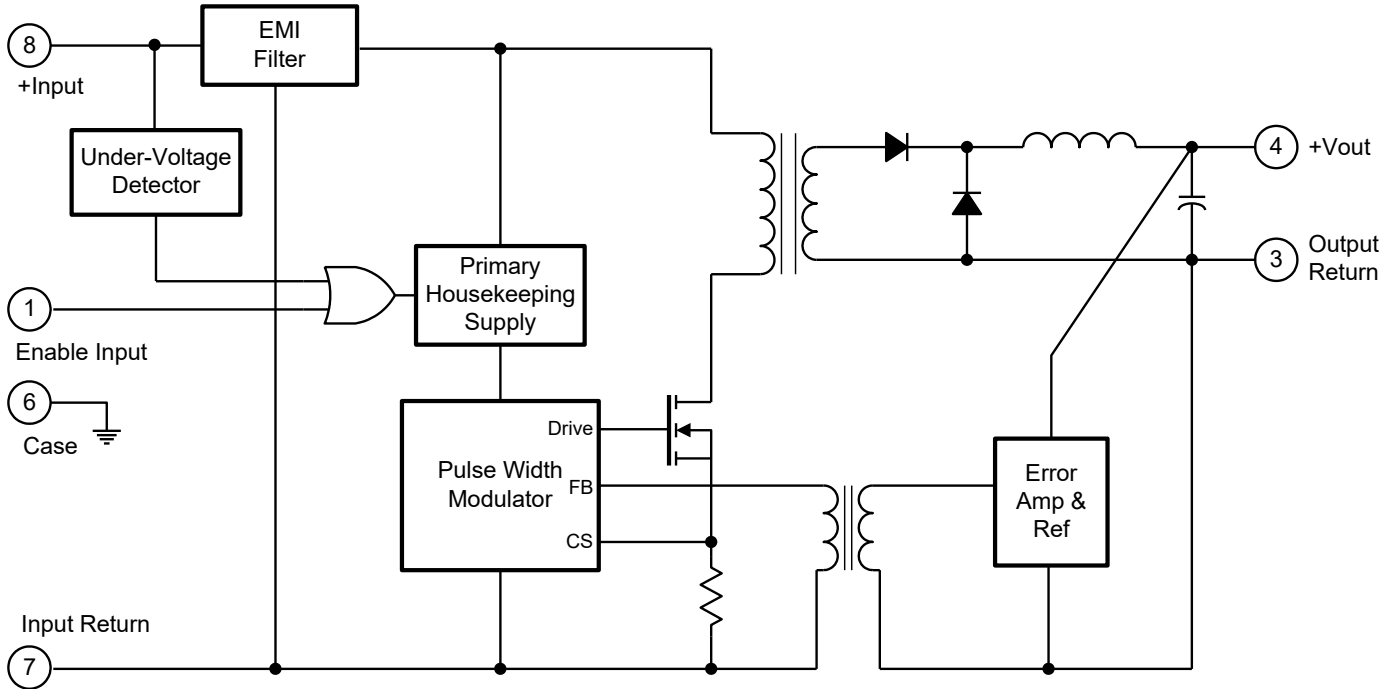 8
+Input
EMI
Filter
Under-Voltage
Detector
4
+Vout
3
Output
Return
1
Enable Input
Primary
Housekeeping
Supply
6
Case
Drive
Pulse Width
Modulator
FB
CS
Error
Amp &
Ref
Input Return
7